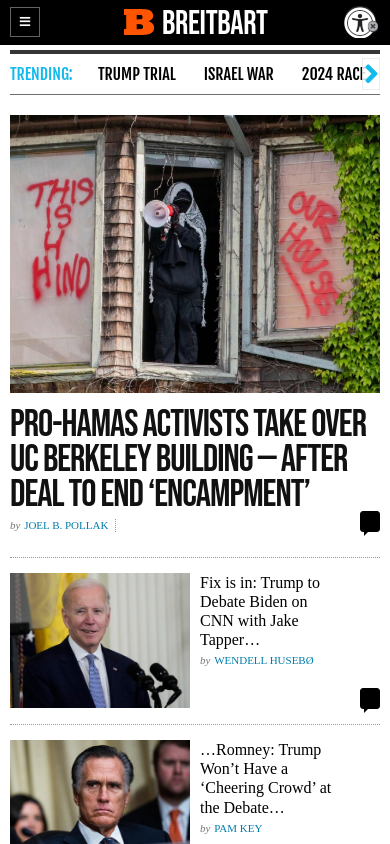 BREITBART
TRENDING: TRUMP TRIAL ISRAEL WAR 2024 RAC
THIS
IS
H
HIND
OUR
HOUSE
PRO-HAMAS ACTIVISTS TAKE OVER
UC BERKELEY BUILDING — AFTER
DEAL TO END ‘ENCAMPMENT’
by JOEL B. POLLAK
Fix is in: Trump to
Debate Biden on
CNN with Jake
Tapper…
by WENDELL HUSEBØ
…Romney: Trump
Won’t Have a
‘Cheering Crowd’ at
the Debate…
by PAM KEY